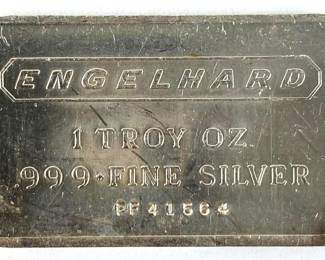 ENGELHARD
1 TROY OZ.
999+FINE SILVER
PF41564